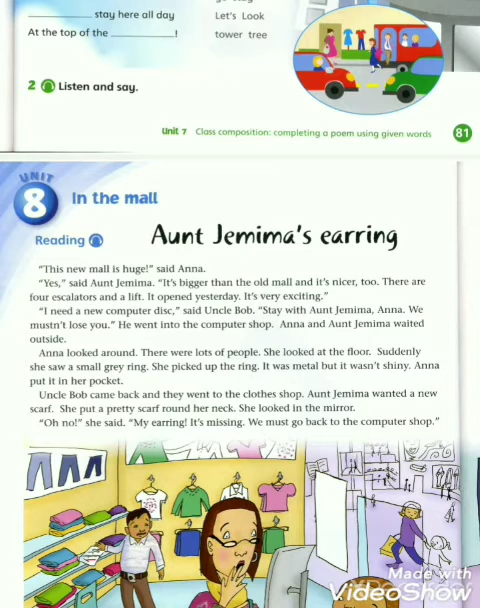 ____________ stay here all day
Let's Look
At the top of the ____________!
tower tree
2 Listen and say.
Unit 7 Class composition: completing a poem using given words 81
UNIT
8 In the mall
Reading
Aunt Jemima's earring
"This new mall is huge!" said Anna.
"Yes," said Aunt Jemima. "It's bigger than the old mall and it's nicer, too. There are
four escalators and a lift. It opened yesterday. It's very exciting."
"I need a new computer disc," said Uncle Bob. "Stay with Aunt Jemima, Anna. We
mustn't lose you." He went into the computer shop. Anna and Aunt Jemima waited
outside.
Anna looked around. There were lots of people. She looked at the floor. Suddenly
she saw a small grey ring. She picked up the ring. It was metal but it wasn't shiny. Anna
put it in her pocket.
Uncle Bob came back and they went to the clothes shop. Aunt Jemima wanted a new
scarf. She put a pretty scarf round her neck. She looked in the mirror.
"Oh no!" she said. "My earring! It's missing. We must go back to the computer shop."
Made with
VideoShow